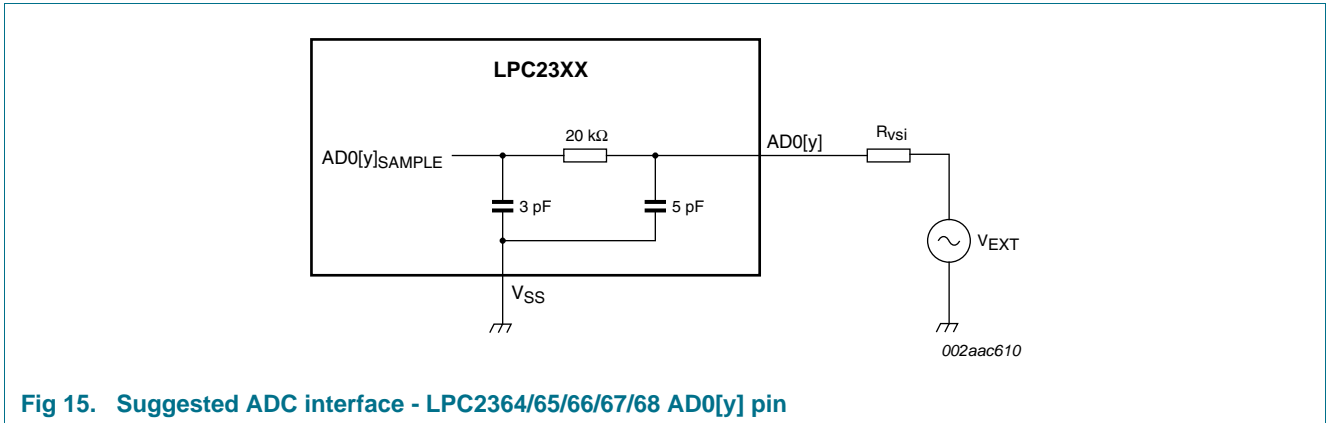 LPC23XX
20 kΩ
AD0[y]
Rvsi
AD0[y]SAMPLE
3 pF
5 pF
VEXT
VSS
002aac610
Fig 15. Suggested ADC interface - LPC2364/65/66/67/68 AD0[y] pin